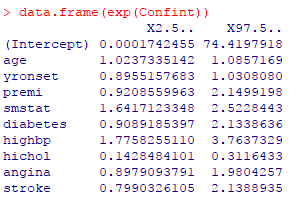 > data.frame(exp(Confint))
X2.5.. X97.5..
(Intercept) 0.0001742455 74.4197918
age 1.0237335142 1.0857169
yronset 0.8955157683 1.0308080
premi 0.9208559963 2.1499198
smstat 1.6417123348 2.5228443
diabetes 0.9089185397 2.1338636
highbp 1.7758255110 3.7637329
hichol 0.1428484101 0.3116433
angina 0.8979093791 1.9804257
stroke 0.7990326105 2.1388935